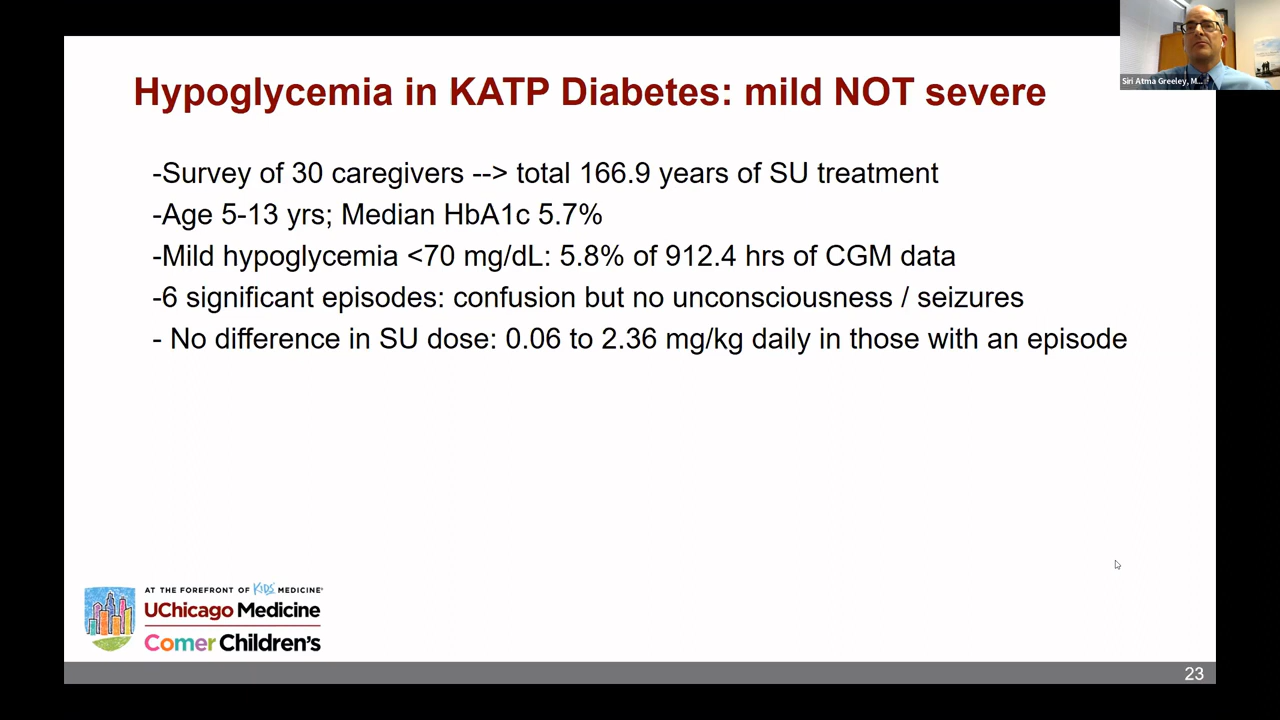 Siri Atma Greeley, M...
Hypoglycemia in KATP Diabetes: mild NOT severe
-Survey of 30 caregivers --> total 166.9 years of SU treatment
-Age 5-13 yrs; Median HbA1c 5.7%
-Mild hypoglycemia <70 mg/dL: 5.8% of 912.4 hrs of CGM data
-6 significant episodes: confusion but no unconsciousness / seizures
- No difference in SU dose: 0.06 to 2.36 mg/kg daily in those with an episode
AT THE FOREFRONT OF KIDS MEDICINE®
UChicago Medicine
Comer Children's
23